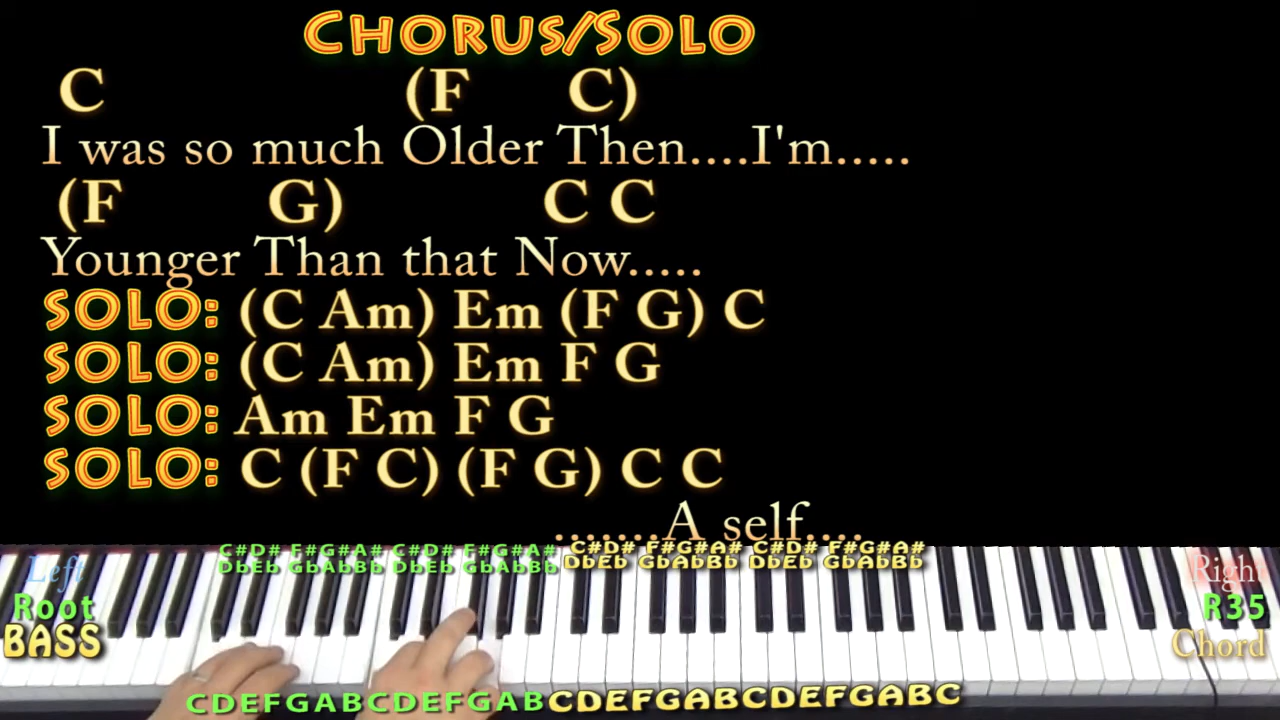 CHORUS/SOLO
C (F C)
I was so much Older Then....I'm.....
(F G) C C
Younger Than that Now.....
SOLO: (C Am) Em (F G) C
SOLO: (C Am) Em F G
SOLO: Am Em F G
SOLO: C (F C) (F G) C C
.......A self....
C#D# F#G#A# C#D# F#G#A# C#D# F#G#A# C#D# F#G#A#
DbEb GbAbBb DbEb GbAbBb DbEb GbAbBb DbEb GbAbBb
Left
Root
BASS
Right
R35
Chord
CDEFGABCDEFGABCDEFGABCDEFGABC